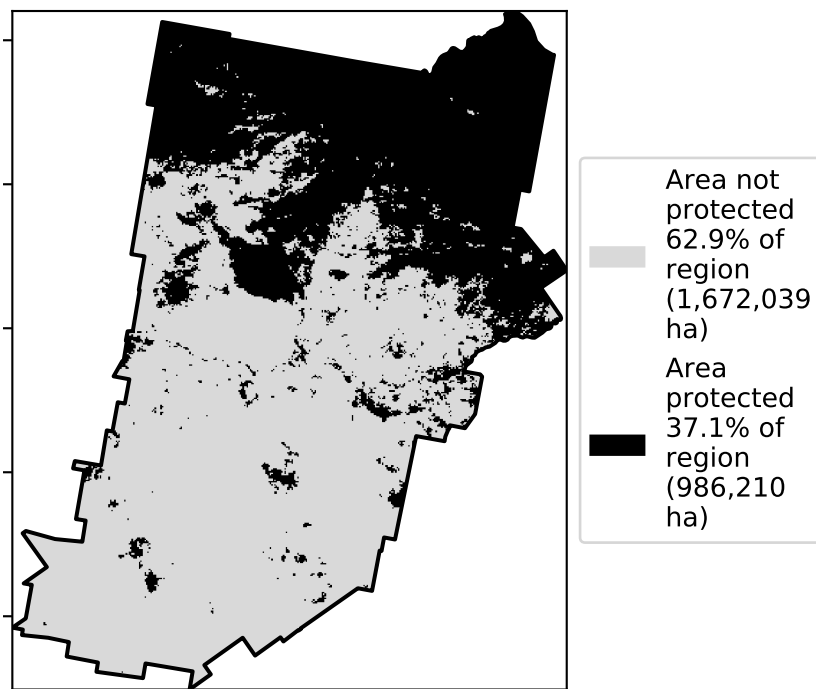 Area not
protected
62.9% of
region
(1,672,039
ha)
Area
protected
37.1% of
region
(986,210
ha)